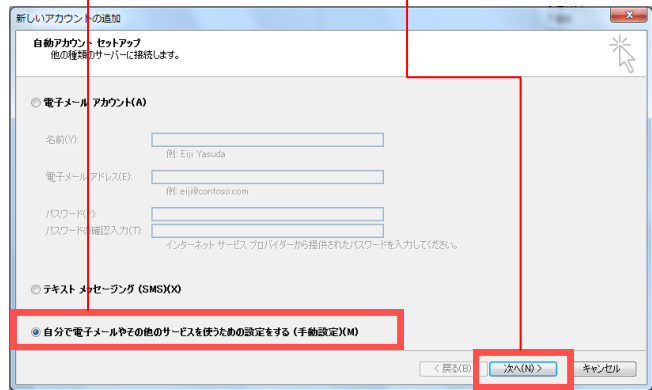 新しいアカウントの追加
自動アカウント セットアップ
他の種類のサーバーに接続します。
電子メール アカウント(A)
名前(Y):
例: Eiji Yasuda
電子メール アドレス(E):
例: eiji@contoso.com
パスワード(P):
パスワードの確認入力(T):
インターネット サービス プロバイダーから提供されたパスワードを入力してください。
テキスト メッセージング (SMS)(X)
自分で電子メールやその他のサービスを使うための設定をする (手動設定)(M)
< 戻る(B) 次へ(N) > キャンセル